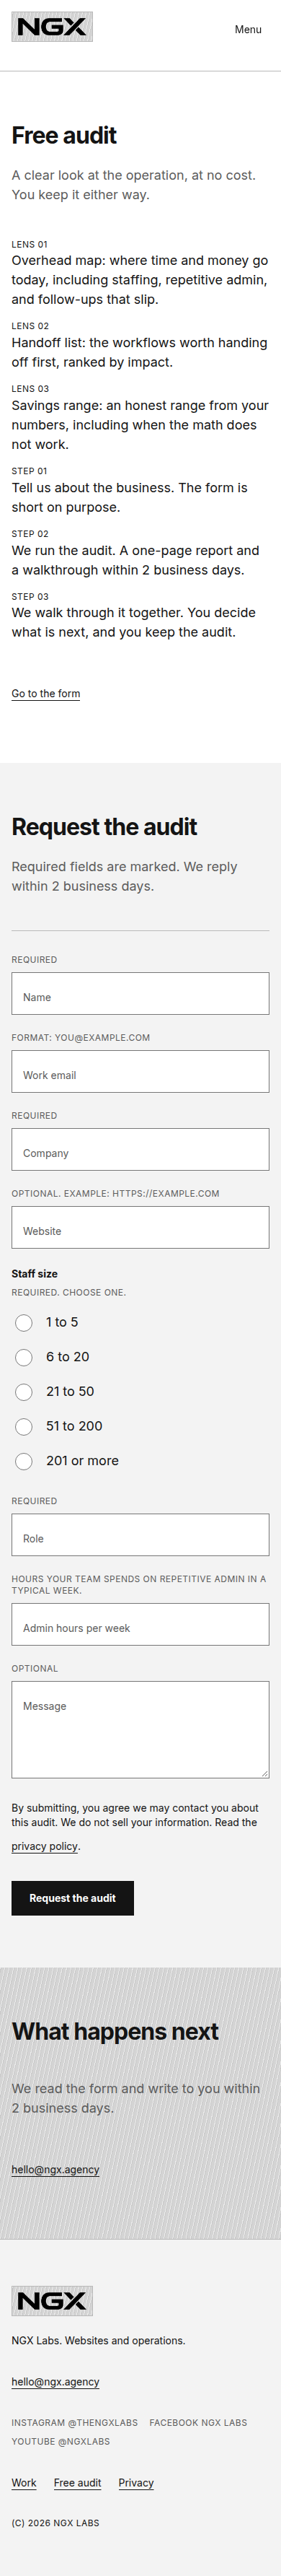 NGX
Menu
Free audit
A clear look at the operation, at no cost.
You keep it either way.
LENS 01
Overhead map: where time and money go
today, including staffing, repetitive admin,
and follow-ups that slip.
LENS 02
Handoff list: the workflows worth handing
off first, ranked by impact.
LENS 03
Savings range: an honest range from your
numbers, including when the math does
not work.
STEP 01
Tell us about the business. The form is
short on purpose.
STEP 02
We run the audit. A one-page report and
a walkthrough within 2 business days.
STEP 03
We walk through it together. You decide
what is next, and you keep the audit.
Go to the form
Request the audit
Required fields are marked. We reply
within 2 business days.
REQUIRED
Name
FORMAT: YOU@EXAMPLE.COM
Work email
REQUIRED
Company
OPTIONAL. EXAMPLE: HTTPS://EXAMPLE.COM
Website
Staff size
REQUIRED. CHOOSE ONE.
1 to 5
6 to 20
21 to 50
51 to 200
201 or more
REQUIRED
Role
HOURS YOUR TEAM SPENDS ON REPETITIVE ADMIN IN A
TYPICAL WEEK.
Admin hours per week
OPTIONAL
Message
By submitting, you agree we may contact you about
this audit. We do not sell your information. Read the
privacy policy.
Request the audit
What happens next
We read the form and write to you within
2 business days.
hello@ngx.agency
NGX
NGX Labs. Websites and operations.
hello@ngx.agency
INSTAGRAM @THENGXLABS FACEBOOK NGX LABS
YOUTUBE @NGXLABS
Work Free audit Privacy
(C) 2026 NGX LABS